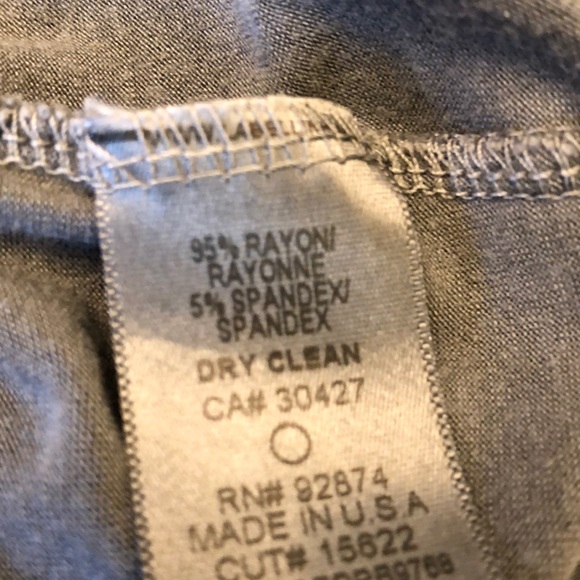 95% RAYON/
RAYONNE
5% SPANDEX/
SPANDEX
DRY CLEAN
CA# 30427
RN# 92874
MADE IN U.S.A
CUT# 15622